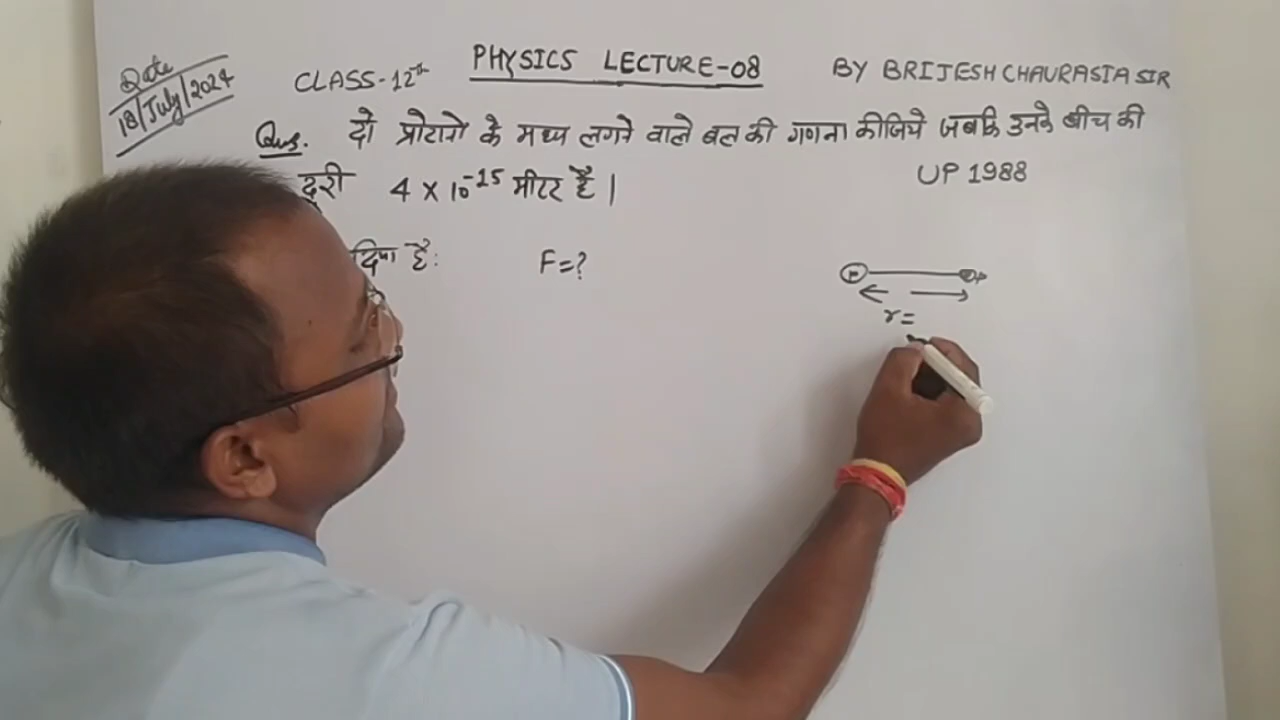 PHYSICS LECTURE-08
Date
18/July/2024
CLASS-12th
BY BRIJESH CHAURASIA SIR
Ques. दो प्रोटानो के मध्य लगने वाले बल की गणना कीजिये जबकि उनके बीच की
दूरी 4 × 10^-15 मीटर है |
UP 1988
दिया है:
F=?
P
P
r=